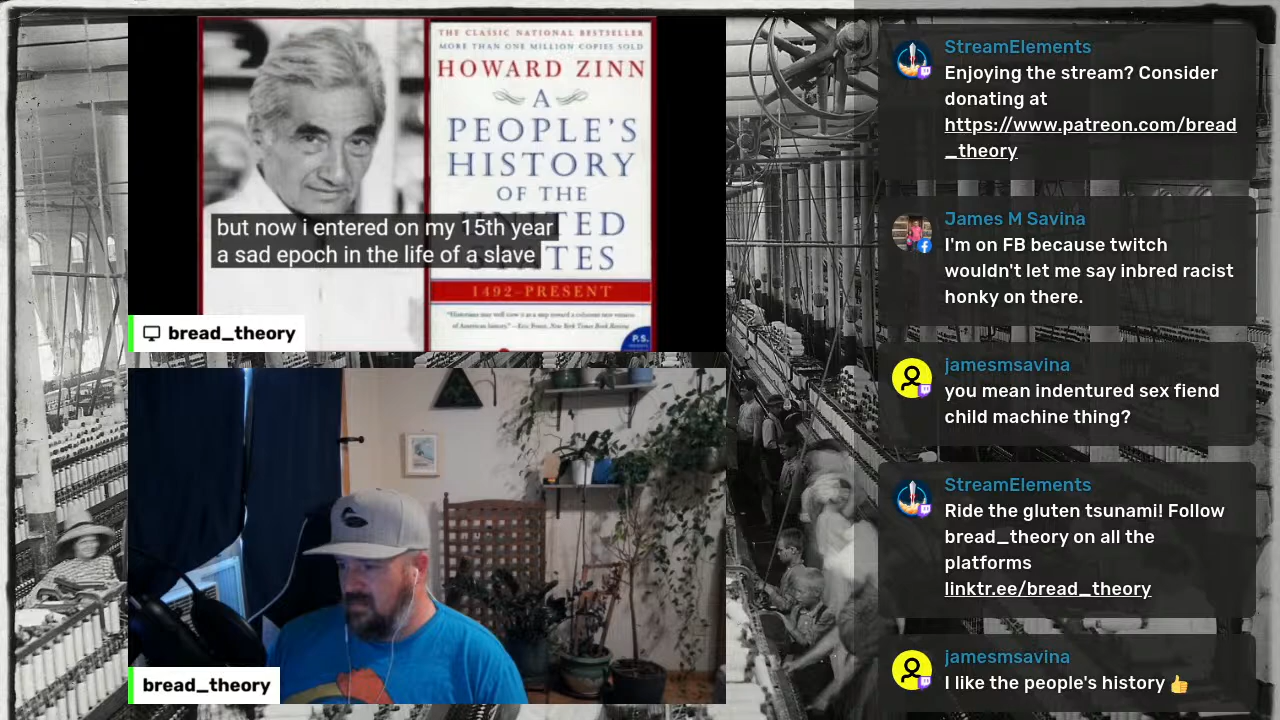 THE CLASSIC NATIONAL BESTSELLER
MORE THAN ONE MILLION COPIES SOLD
HOWARD ZINN
A
PEOPLE'S
HISTORY
OF THE
UNITED
STATES
1492–PRESENT
P.S.
but now i entered on my 15th year
a sad epoch in the life of a slave
bread_theory
bread_theory
StreamElements
Enjoying the stream? Consider
donating at
https://www.patreon.com/bread
_theory
James M Savina
I'm on FB because twitch
wouldn't let me say inbred racist
honky on there.
jamesmsavina
you mean indentured sex fiend
child machine thing?
StreamElements
Ride the gluten tsunami! Follow
bread_theory on all the
platforms
linktr.ee/bread_theory
jamesmsavina
I like the people's history 👍